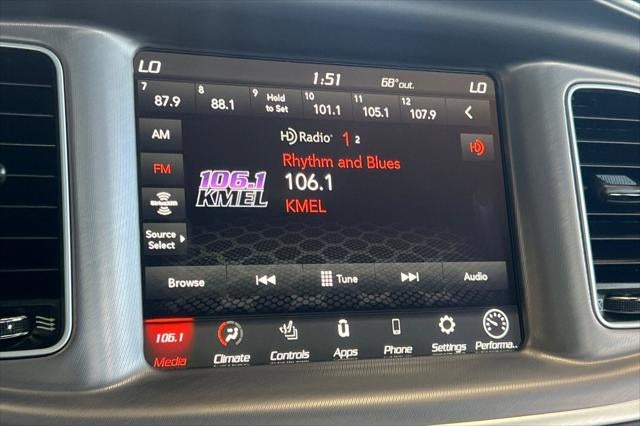 LO
1:51
68°out.
LO
7
87.9
8
88.1
9 Hold
to Set
10
101.1
11
105.1
12
107.9
AM
HD Radio 1 2
HD
FM
Rhythm and Blues
106.1
KMEL
106.1
KMEL
SiriusXM
Source
Select
Browse
Tune
Audio
106.1
Media
Climate
Controls
Apps
Phone
Settings
Performa..